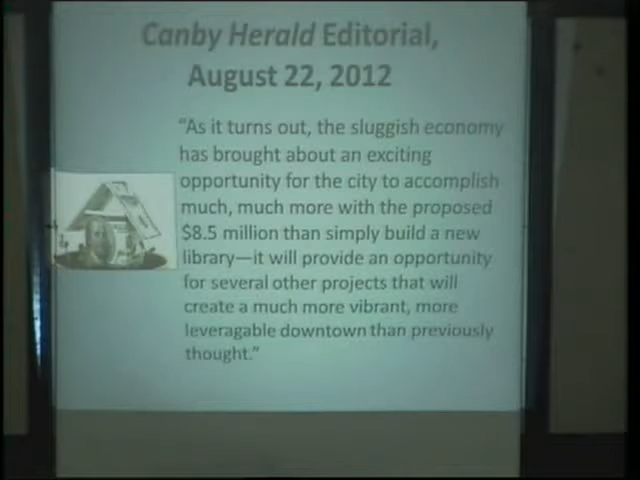 Canby Herald Editorial,
August 22, 2012
“As it turns out, the sluggish economy
has brought about an exciting
opportunity for the city to accomplish
much, much more with the proposed
$8.5 million than simply build a new
library—it will provide an opportunity
for several other projects that will
create a much more vibrant, more
leveragable downtown than previously
thought.”